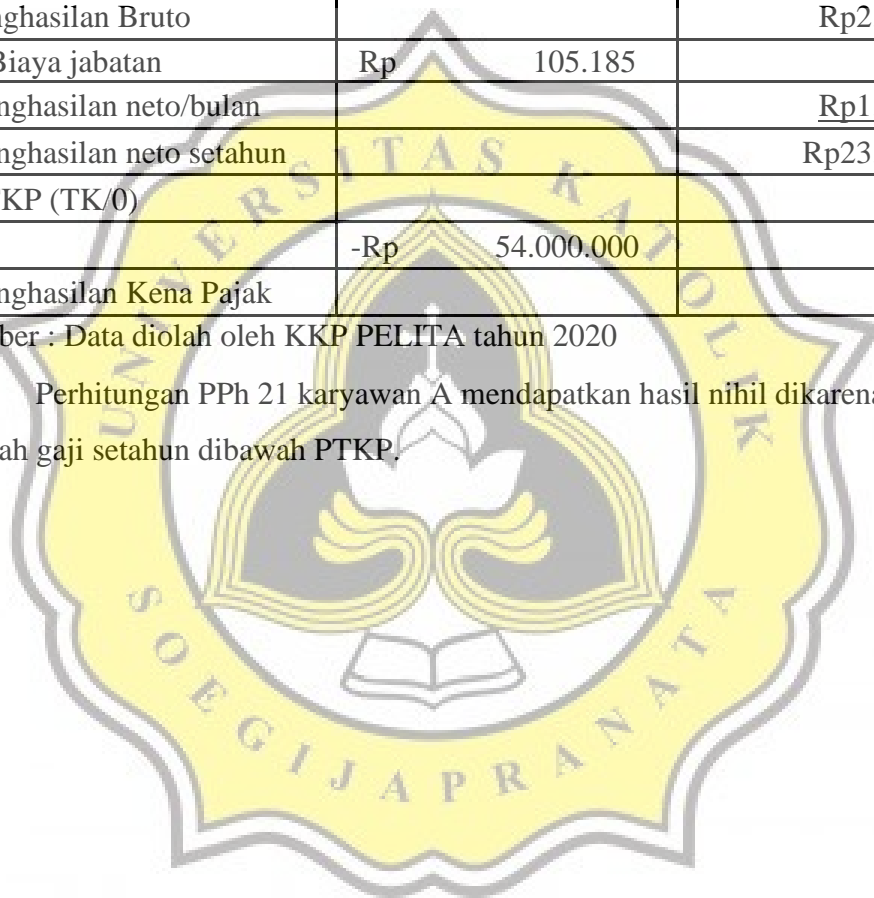 nghasilan Bruto Rp2
Biaya jabatan Rp 105.185
nghasilan neto/bulan Rp1
nghasilan neto setahun Rp23
KP (TK/0)
-Rp 54.000.000
nghasilan Kena Pajak
ber : Data diolah oleh KKP PELITA tahun 2020
Perhitungan PPh 21 karyawan A mendapatkan hasil nihil dikarena
ah gaji setahun dibawah PTKP.
UNIVERSITAS KATOLIK
SOEGIJAPRANATA